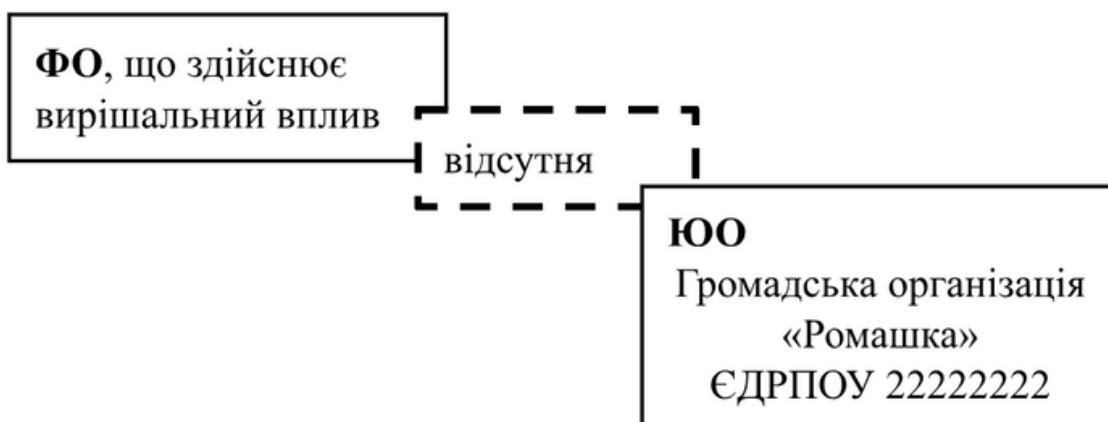 ФО, що здійснює
вирішальний вплив
відсутня
ЮО
Громадська організація
«Ромашка»
ЄДРПОУ 22222222